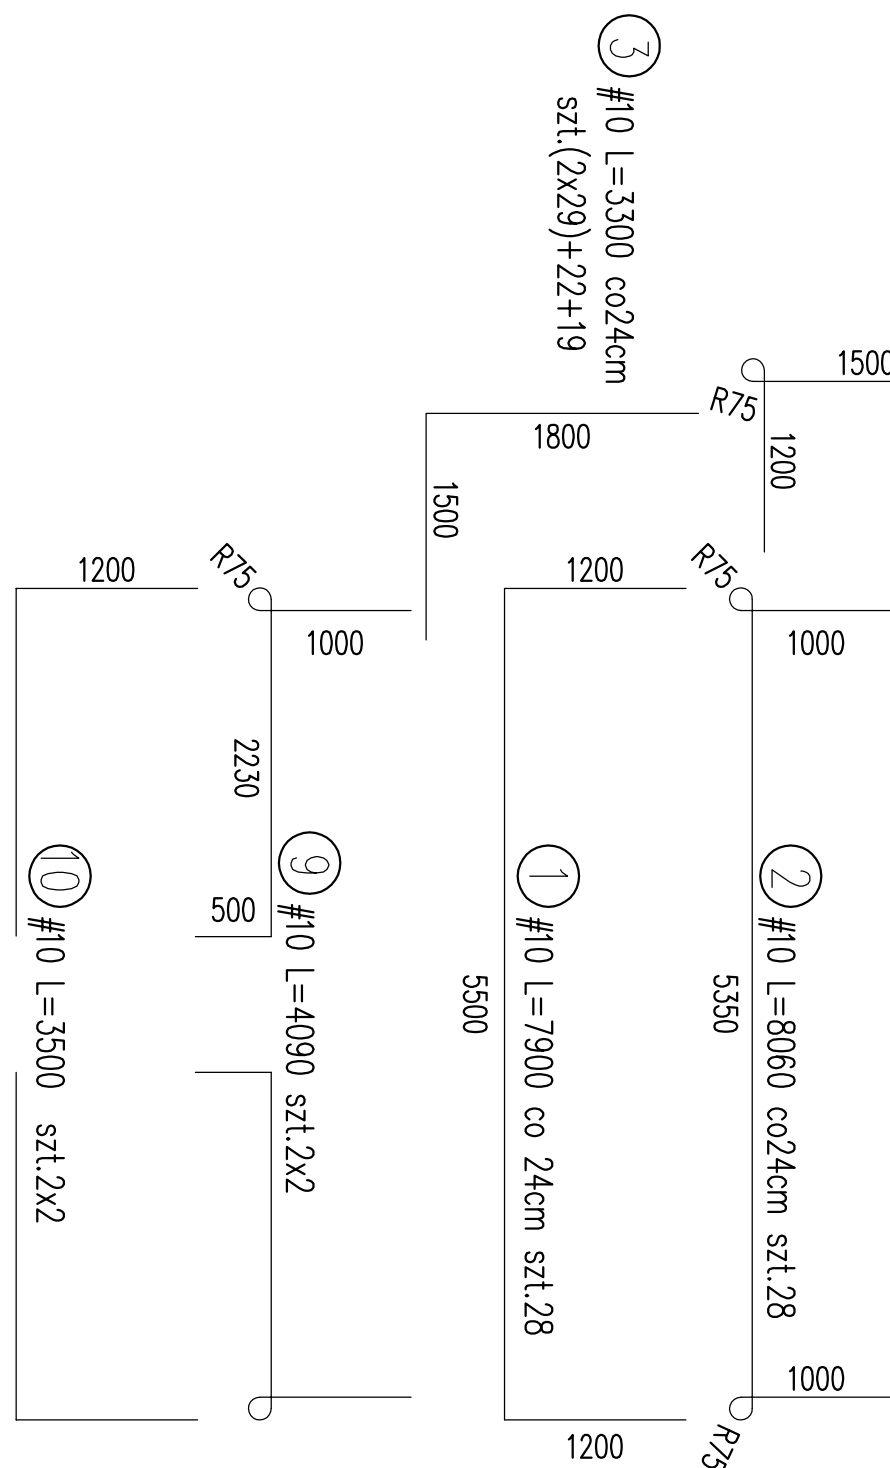 3
#10 L=3300 co24cm
szt.(2x29)+22+19
1500
R75
1200
1800
1500
1200
R75
1000
2230
500
9
#10 L=4090 szt.2x2
10
#10 L=3500 szt.2x2
1200
5500
1
#10 L=7900 co 24cm szt.28
1200
R75
1000
5350
2
#10 L=8060 co24cm szt.28
1000
R75